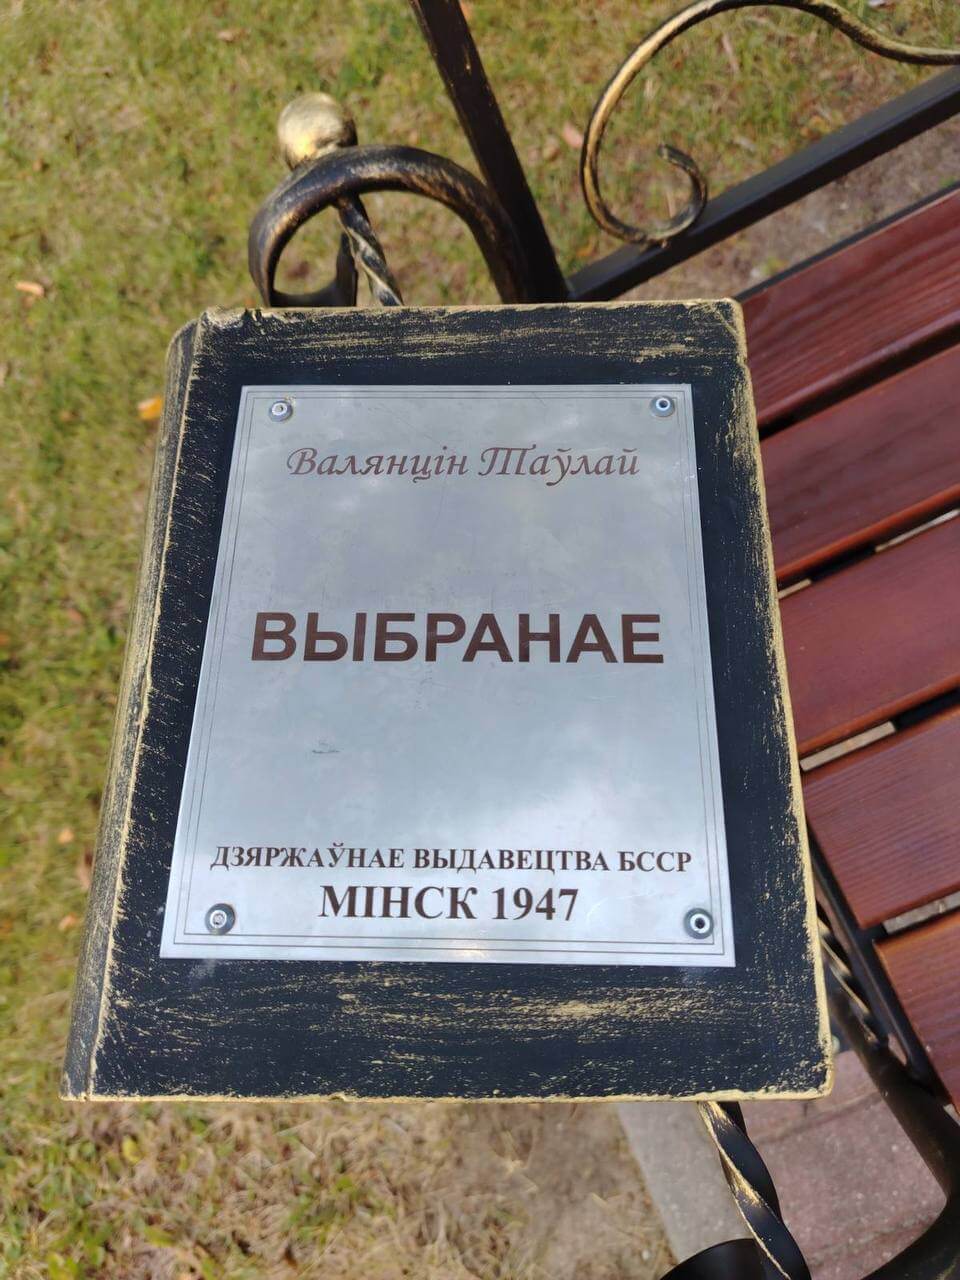 Валянцін Таўлай
ВЫБРАНАЕ
ДЗЯРЖАЎНАЕ ВЫДАВЕЦТВА БССР
МІНСК 1947